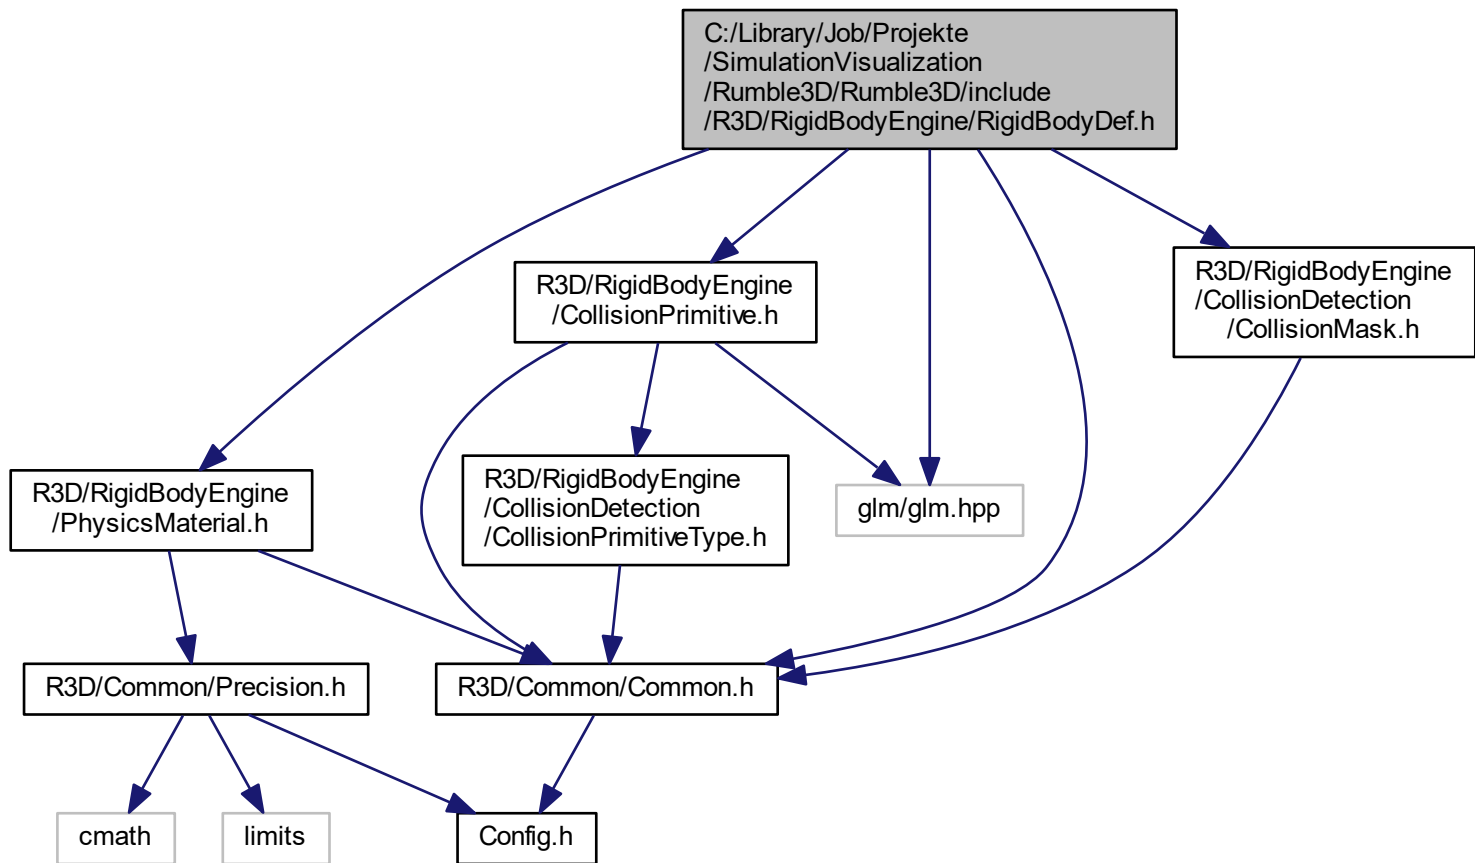 C:/Library/Job/Projekte
/SimulationVisualization
/Rumble3D/Rumble3D/include
/R3D/RigidBodyEngine/RigidBodyDef.h
R3D/RigidBodyEngine
/CollisionPrimitive.h
R3D/RigidBodyEngine
/CollisionDetection
/CollisionMask.h
R3D/RigidBodyEngine
/PhysicsMaterial.h
R3D/RigidBodyEngine
/CollisionDetection
/CollisionPrimitiveType.h
glm/glm.hpp
R3D/Common/Precision.h
R3D/Common/Common.h
cmath
limits
Config.h